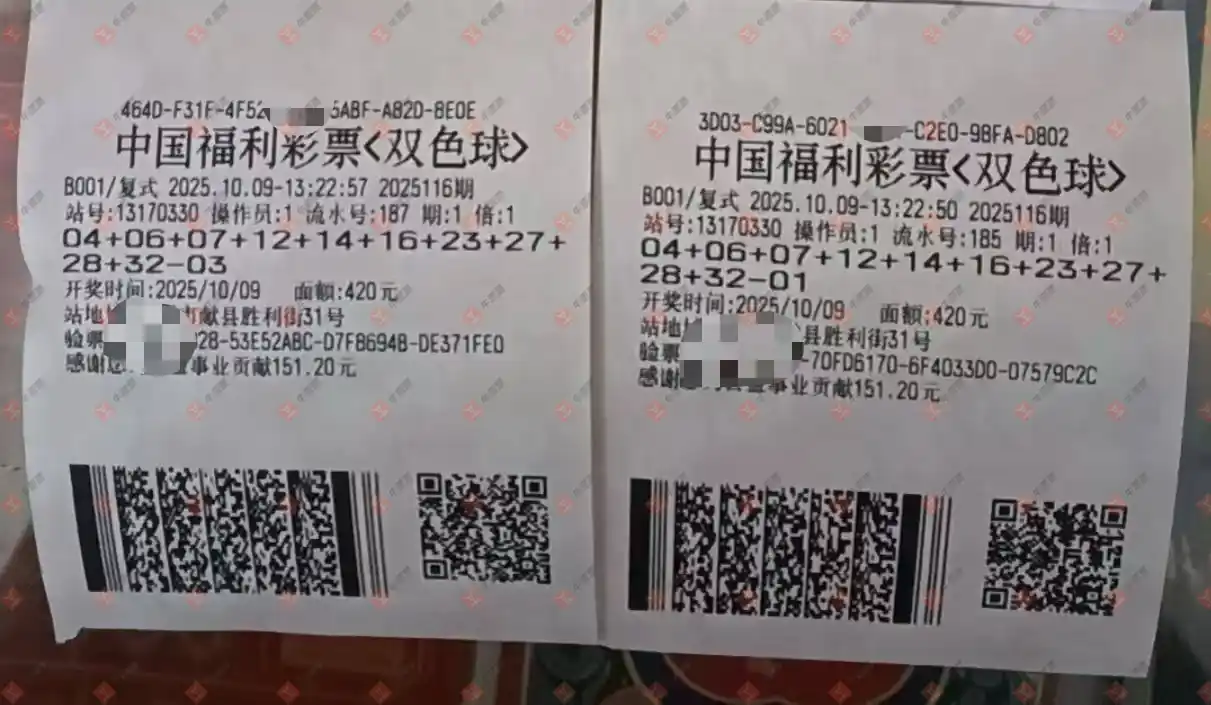 464D-F31F-4F52 5ABF-A82D-8E0E
中国福利彩票<双色球>
B001/复式 2025.10.09-13:22:57 2025116期
站号:13170330 操作员:1 流水号:187 期:1 倍:1
04+06+07+12+14+16+23+27+
28+32-03
开奖时间:2025/10/09 面额:420元
站地 献县胜利街31号
验票 28-53E52ABC-D7F8694B-DE371FE0
感谢 事业贡献151.20元
3D03-C99A-6021 -C2E0-98FA-D802
中国福利彩票<双色球>
B001/复式 2025.10.09-13:22:50 2025116期
站号:13170330 操作员:1 流水号:185 期:1 倍:1
04+06+07+12+14+16+23+27+
28+32-01
开奖时间:2025/10/09 面额:420元
站地 县胜利街31号
验票 -70FD6170-6F4033D0-07579C2C
感谢 事业贡献151.20元